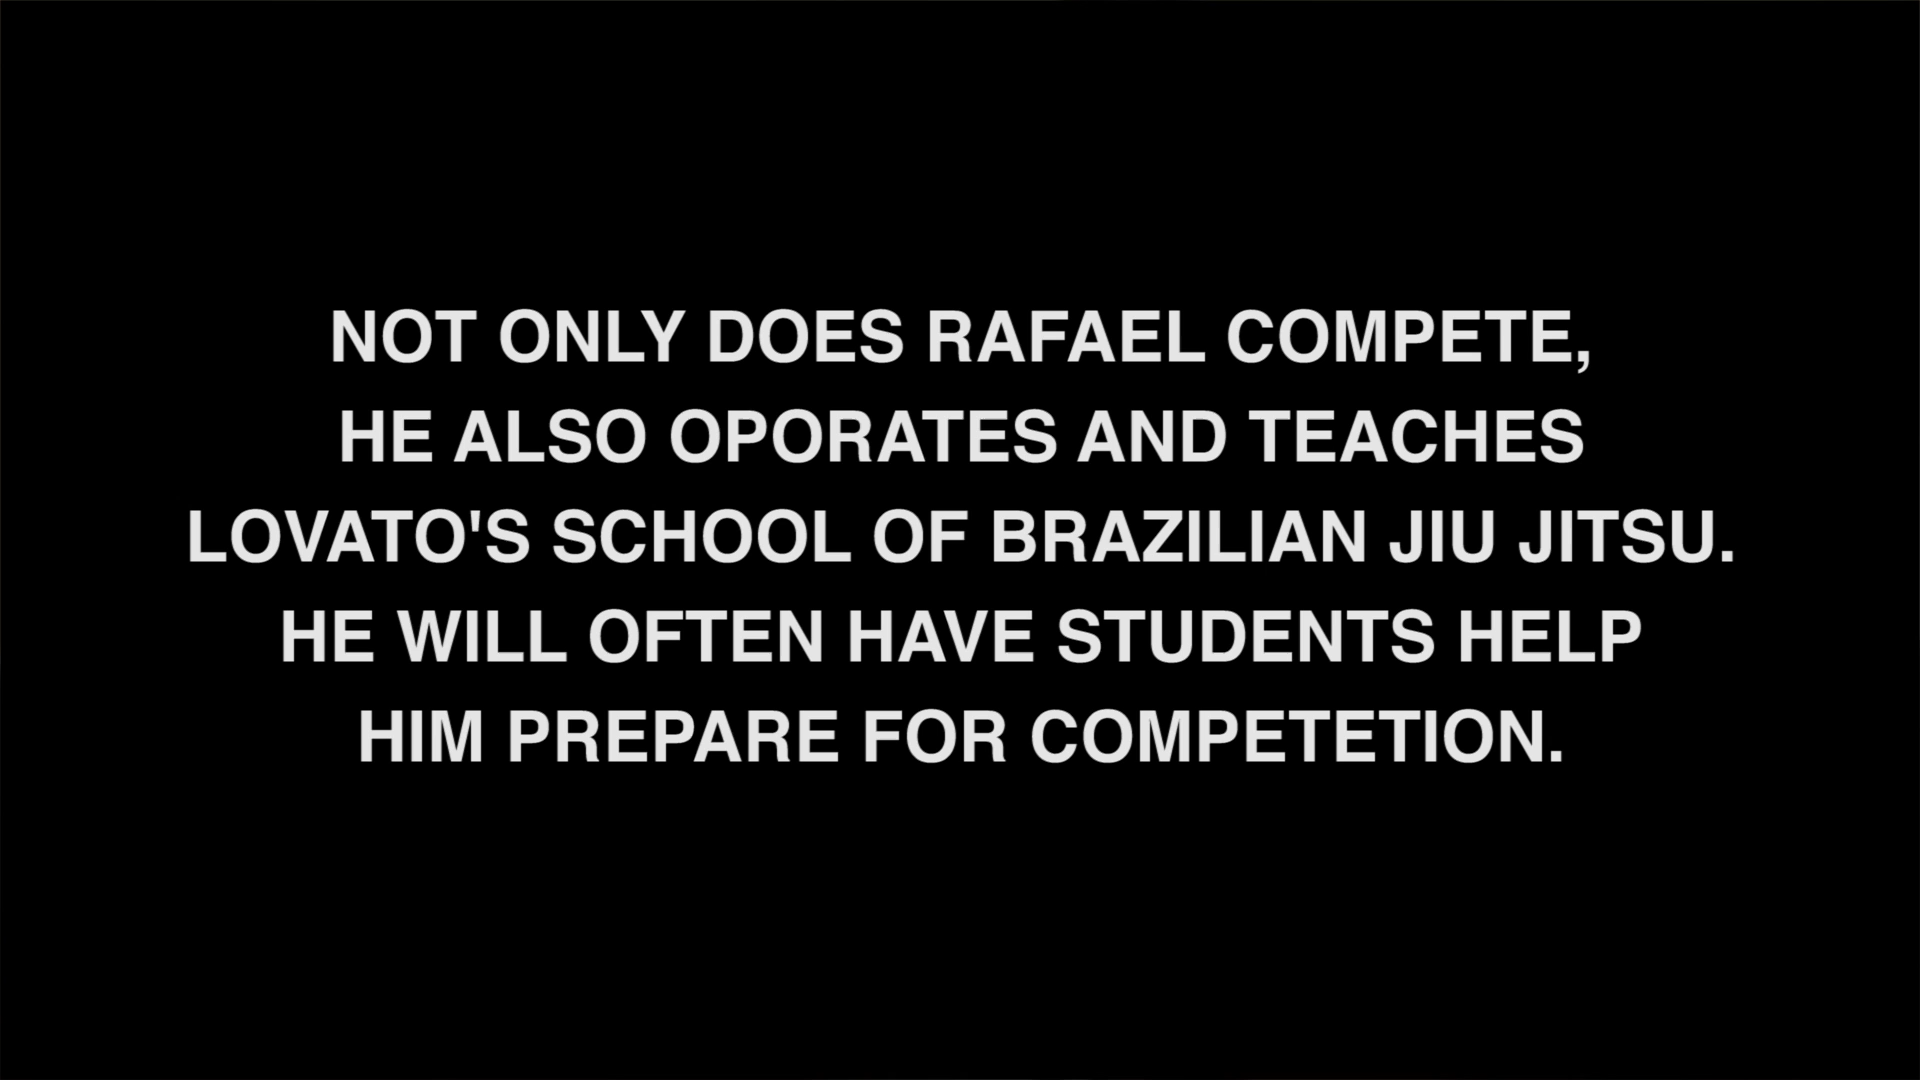 NOT ONLY DOES RAFAEL COMPETE,
HE ALSO OPORATES AND TEACHES
LOVATO'S SCHOOL OF BRAZILIAN JIU JITSU.
HE WILL OFTEN HAVE STUDENTS HELP
HIM PREPARE FOR COMPETETION.